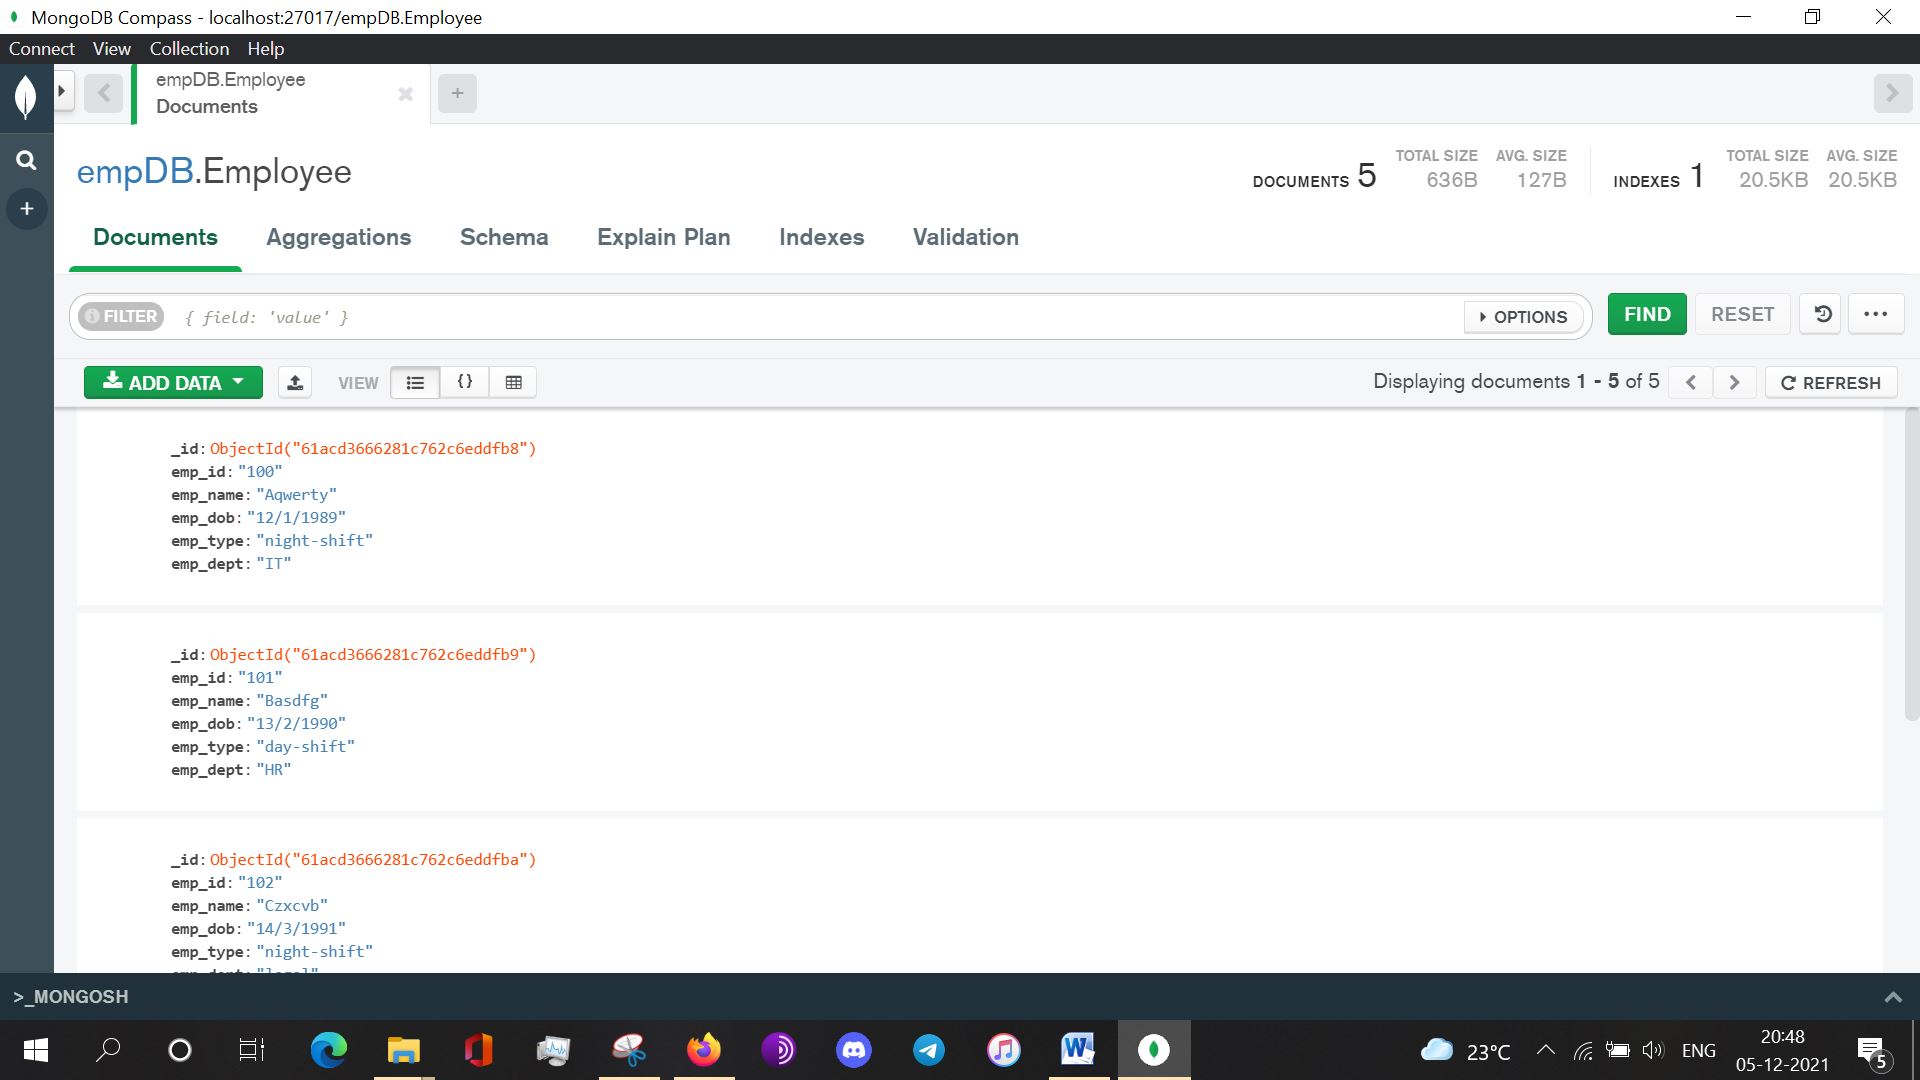 MongoDB Compass - localhost:27017/empDB.Employee
Connect View Collection Help
empDB.Employee
Documents
empDB.Employee
DOCUMENTS 5
TOTAL SIZE
636B
AVG. SIZE
127B
INDEXES 1
TOTAL SIZE
20.5KB
AVG. SIZE
20.5KB
Documents Aggregations Schema Explain Plan Indexes Validation
FILTER { field: 'value' } OPTIONS FIND RESET
ADD DATA VIEW {} Displaying documents 1 - 5 of 5 REFRESH
_id: ObjectId("61acd3666281c762c6eddfb8")
emp_id: "100"
emp_name: "Aqwerty"
emp_dob: "12/1/1989"
emp_type: "night-shift"
emp_dept: "IT"
_id: ObjectId("61acd3666281c762c6eddfb9")
emp_id: "101"
emp_name: "Basdfg"
emp_dob: "13/2/1990"
emp_type: "day-shift"
emp_dept: "HR"
_id: ObjectId("61acd3666281c762c6eddfba")
emp_id: "102"
emp_name: "Czxcvb"
emp_dob: "14/3/1991"
emp_type: "night-shift"
>_MONGOSH
23°C ENG
20:48
05-12-2021
5